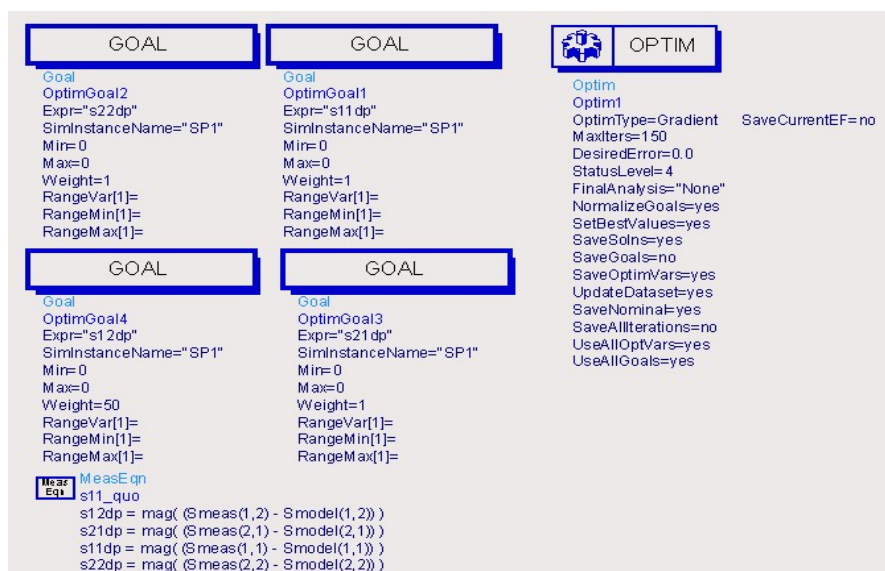 GOAL
Goal
OptimGoal2
Expr="s22dp"
SimInstanceName="SP1"
Min=0
Max=0
Weight=1
RangeVar[1]=
RangeMin[1]=
RangeMax[1]=
GOAL
Goal
OptimGoal1
Expr="s11dp"
SimInstanceName="SP1"
Min=0
Max=0
Weight=1
RangeVar[1]=
RangeMin[1]=
RangeMax[1]=
OPTIM
Optim
Optim1
OptimType=Gradient SaveCurrentEF=no
MaxIters=150
DesiredError=0.0
StatusLevel=4
FinalAnalysis="None"
NormalizeGoals=yes
SetBestValues=yes
SaveSolns=yes
SaveGoals=no
SaveOptimVars=yes
UpdateDataset=yes
SaveNominal=yes
SaveAllIterations=no
UseAllOptVars=yes
UseAllGoals=yes
GOAL
Goal
OptimGoal4
Expr="s12dp"
SimInstanceName="SP1"
Min=0
Max=0
Weight=50
RangeVar[1]=
RangeMin[1]=
RangeMax[1]=
GOAL
Goal
OptimGoal3
Expr="s21dp"
SimInstanceName="SP1"
Min=0
Max=0
Weight=1
RangeVar[1]=
RangeMin[1]=
RangeMax[1]=
Meas
Eqn
MeasEqn
s11_quo
s12dp = mag( (Smeas(1,2) - Smodel(1,2)) )
s21dp = mag( (Smeas(2,1) - Smodel(2,1)) )
s11dp = mag( (Smeas(1,1) - Smodel(1,1)) )
s22dp = mag( (Smeas(2,2) - Smodel(2,2)) )